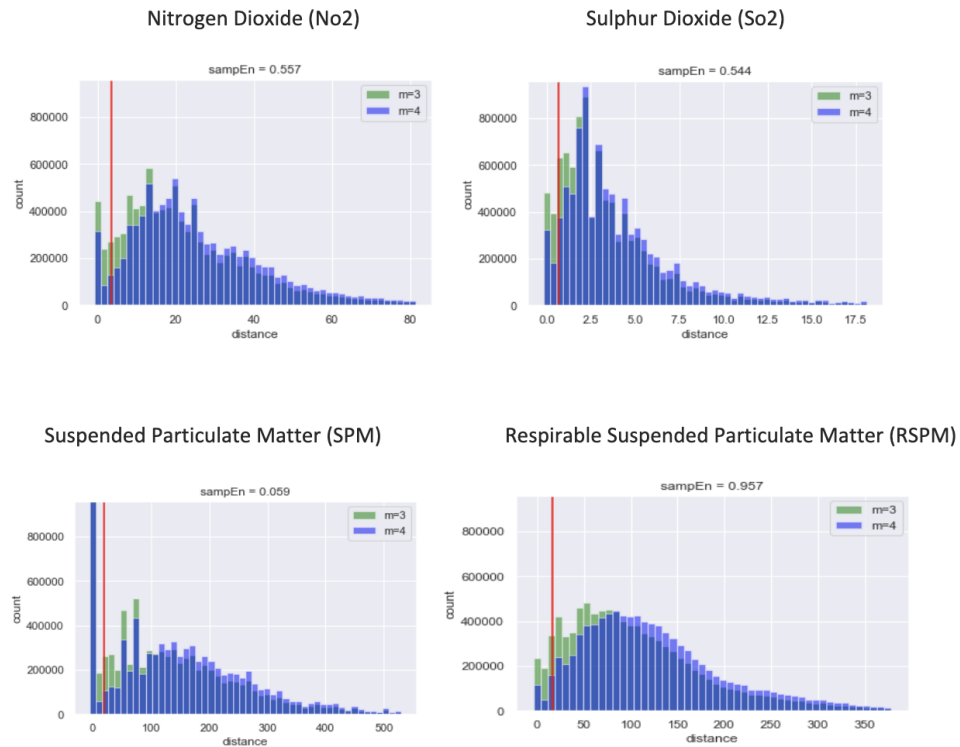 Nitrogen Dioxide (No2)
sampEn = 0.557
m=3
m=4
800000
600000
400000
200000
0
count
0 20 40 60 80
distance
Sulphur Dioxide (So2)
sampEn = 0.544
m=3
m=4
800000
600000
400000
200000
0
count
0.0 2.5 5.0 7.5 10.0 12.5 15.0 17.5
distance
Suspended Particulate Matter (SPM)
sampEn = 0.059
m=3
m=4
800000
600000
400000
200000
0
count
0 100 200 300 400 500
distance
Respirable Suspended Particulate Matter (RSPM)
sampEn = 0.957
m=3
m=4
800000
600000
400000
200000
0
count
0 50 100 150 200 250 300 350
distance